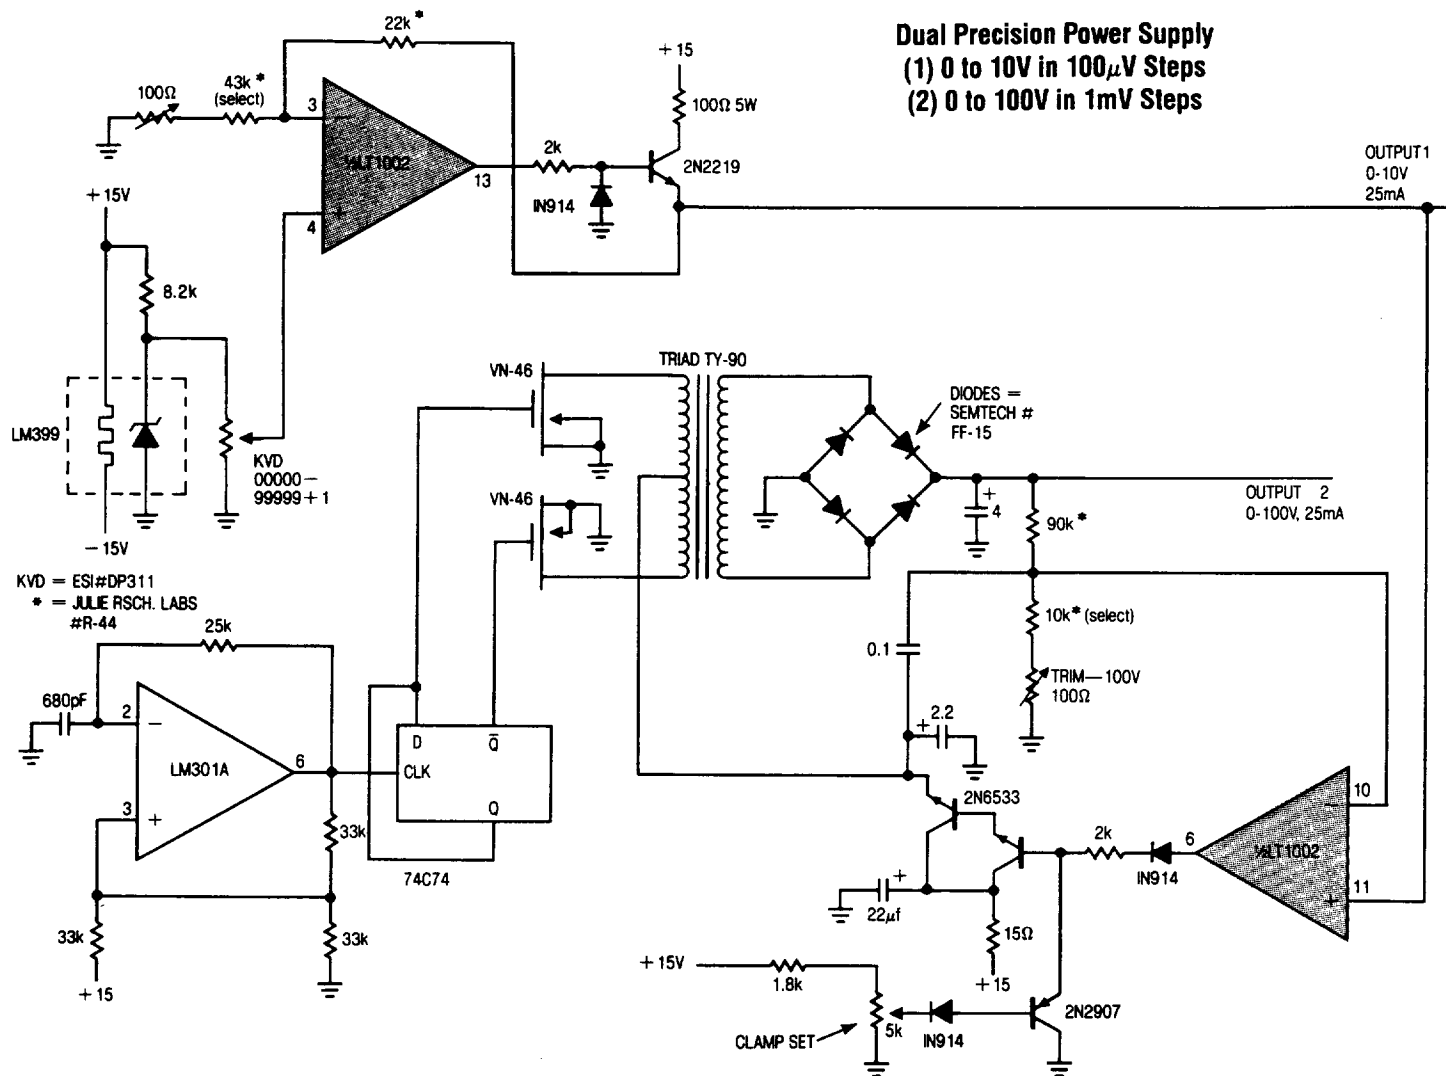 Dual Precision Power Supply
(1) 0 to 10V in 100μV Steps
(2) 0 to 100V in 1mV Steps
22k*
+15
100Ω
43k*
(select)
3
−
100Ω 5W
½LT1002
2k
13
2N2219
IN914
+
4
OUTPUT1
0-10V
25mA
+15V
8.2k
LM399
KVD
00000−
99999+1
−15V
VN-46
TRIAD TY-90
DIODES =
SEMTECH #
FF-15
VN-46
+
4
90k*
OUTPUT 2
0-100V, 25mA
KVD = ESI#DP311
* = JULIE RSCH. LABS
#R-44
25k
10k* (select)
0.1
TRIM—100V
100Ω
680pF
2
−
LM301A
6
3
+
D
Q̅
CLK
Q
74C74
+
2.2
33k
33k
33k
+15
2N6533
10
−
2k
6
½LT1002
IN914
11
+
+
22μf
15Ω
+15V
1.8k
+15
5k
CLAMP SET
IN914
2N2907